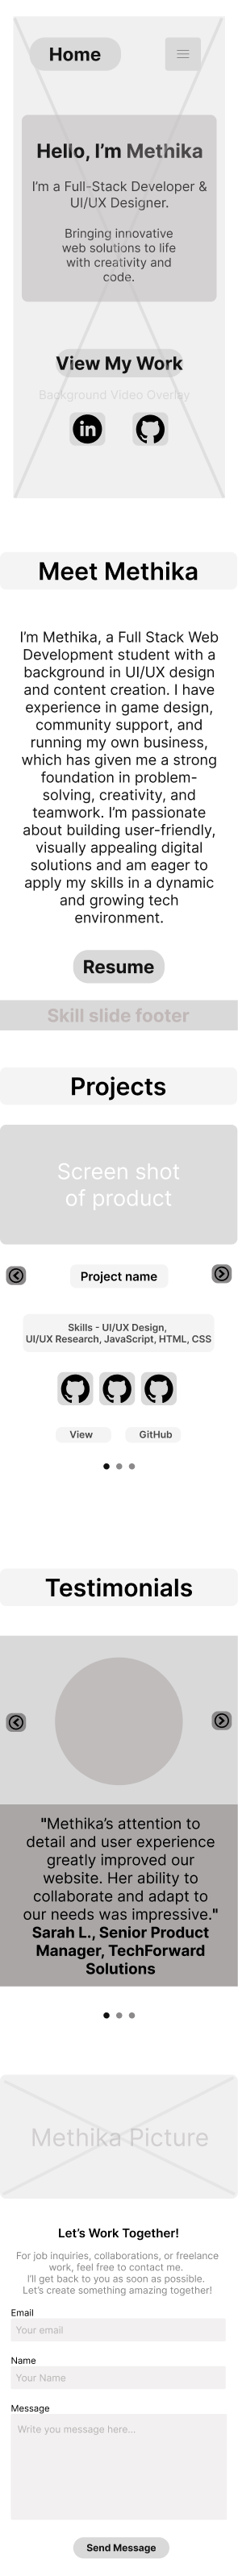 Home
Hello, I'm Methika
I'm a Full-Stack Developer &
UI/UX Designer.
Bringing innovative
web solutions to life
with creativity and
code.
View My Work
Background Video Overlay
in
Meet Methika
I'm Methika, a Full Stack Web
Development student with a
background in UI/UX design
and content creation. I have
experience in game design,
community support, and
running my own business,
which has given me a strong
foundation in problem-
solving, creativity, and
teamwork. I'm passionate
about building user-friendly,
visually appealing digital
solutions and am eager to
apply my skills in a dynamic
and growing tech
environment.
Resume
Skill slide footer
Projects
Screen shot
of product
Project name
Skills - UI/UX Design,
UI/UX Research, JavaScript, HTML, CSS
View GitHub
Testimonials
"Methika's attention to
detail and user experience
greatly improved our
website. Her ability to
collaborate and adapt to
our needs was impressive."
Sarah L., Senior Product
Manager, TechForward
Solutions
Methika Picture
Let's Work Together!
For job inquiries, collaborations, or freelance
work, feel free to contact me.
I'll get back to you as soon as possible.
Let's create something amazing together!
Email
Your email
Name
Your Name
Message
Write you message here...
Send Message